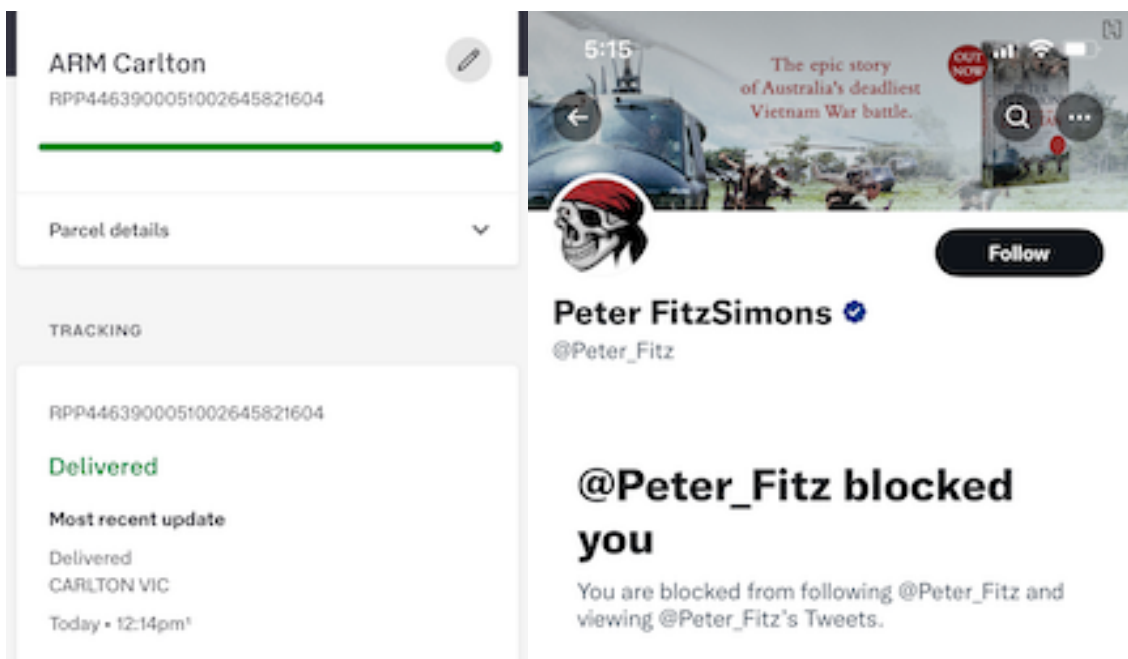 ARM Carlton
RPP44639000051002645821604
Parcel details
TRACKING
RPP44639000051002645821604
Delivered
Most recent update
Delivered
CARLTON VIC
Today • 12:14pm¹
5:15
The epic story
of Australia's deadliest
Vietnam War battle.
OUT
NOW
Follow
Peter FitzSimons
@Peter_Fitz
@Peter_Fitz blocked
you
You are blocked from following @Peter_Fitz and
viewing @Peter_Fitz's Tweets.